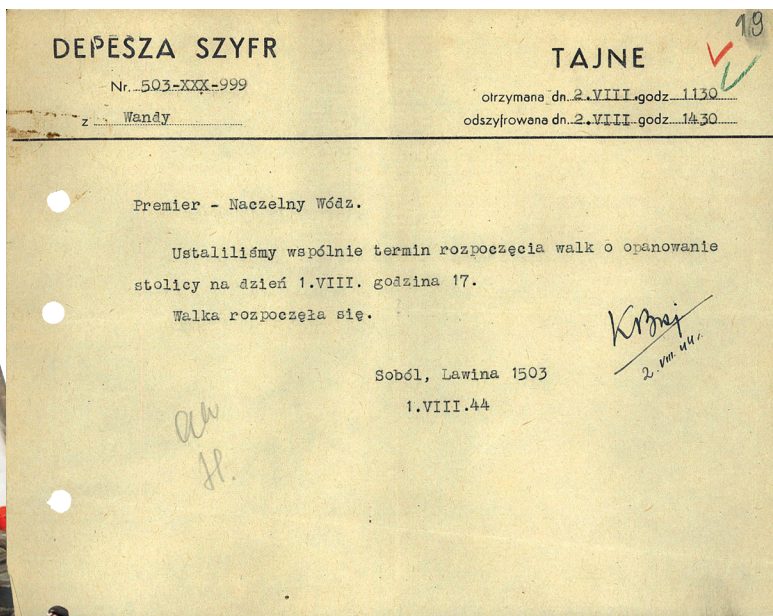 19
DEPESZA SZYFR
TAJNE
Nr. 503-XXX-999
otrzymana dn. 2.VIII. godz 1130
z Wandy
odszyfrowana dn. 2.VIII godz 1430
Premier - Naczelny Wódz.
Ustaliliśmy wspólnie termin rozpoczęcia walk o opanowanie
stolicy na dzień 1.VIII. godzina 17.
Walka rozpoczęła się.
2.VIII.44r.
Soból, Lawina 1503
1.VIII.44